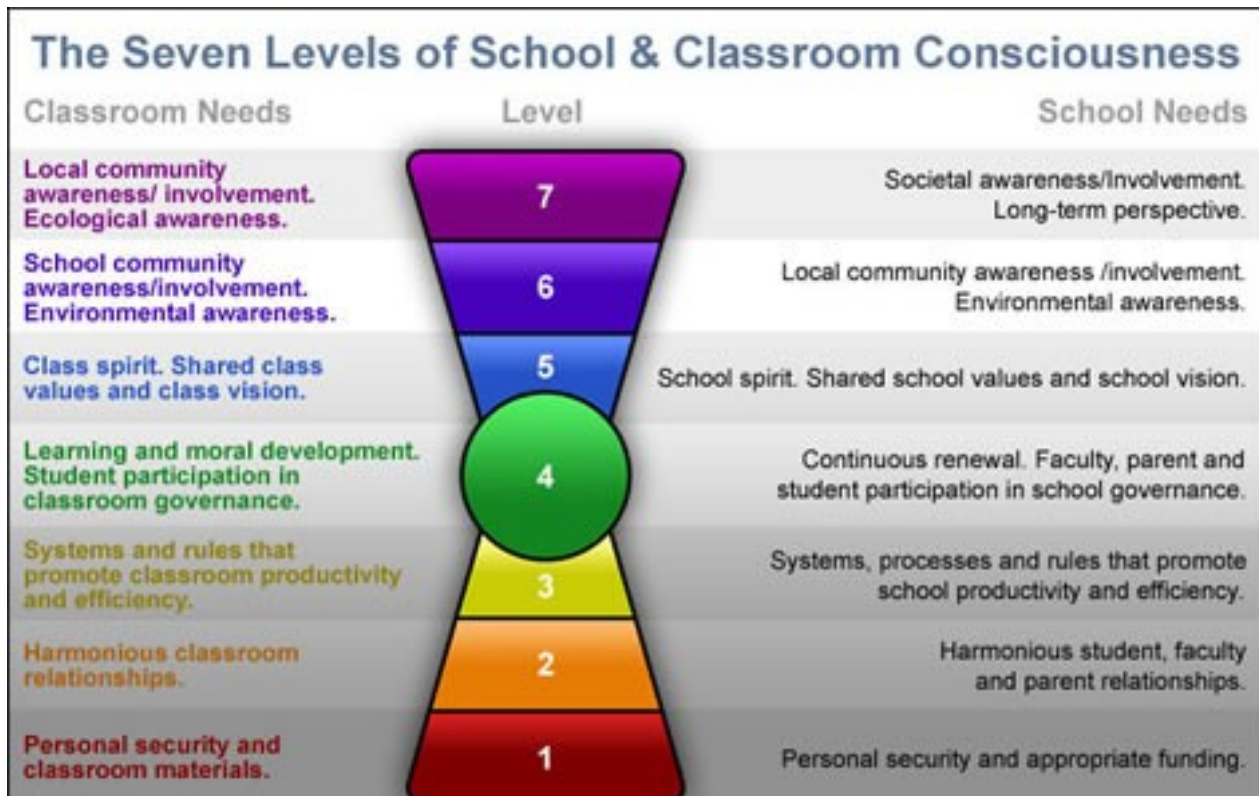 The Seven Levels of School & Classroom Consciousness
Classroom Needs
Level
School Needs
Local community
awareness/ involvement.
Ecological awareness.
7
Societal awareness/Involvement.
Long-term perspective.
School community
awareness/involvement.
Environmental awareness.
6
Local community awareness /involvement.
Environmental awareness.
Class spirit. Shared class
values and class vision.
5
School spirit. Shared school values and school vision.
Learning and moral development.
Student participation in
classroom governance.
4
Continuous renewal. Faculty, parent and
student participation in school governance.
Systems and rules that
promote classroom productivity
and efficiency.
3
Systems, processes and rules that promote
school productivity and efficiency.
Harmonious classroom
relationships.
2
Harmonious student, faculty
and parent relationships.
Personal security and
classroom materials.
1
Personal security and appropriate funding.